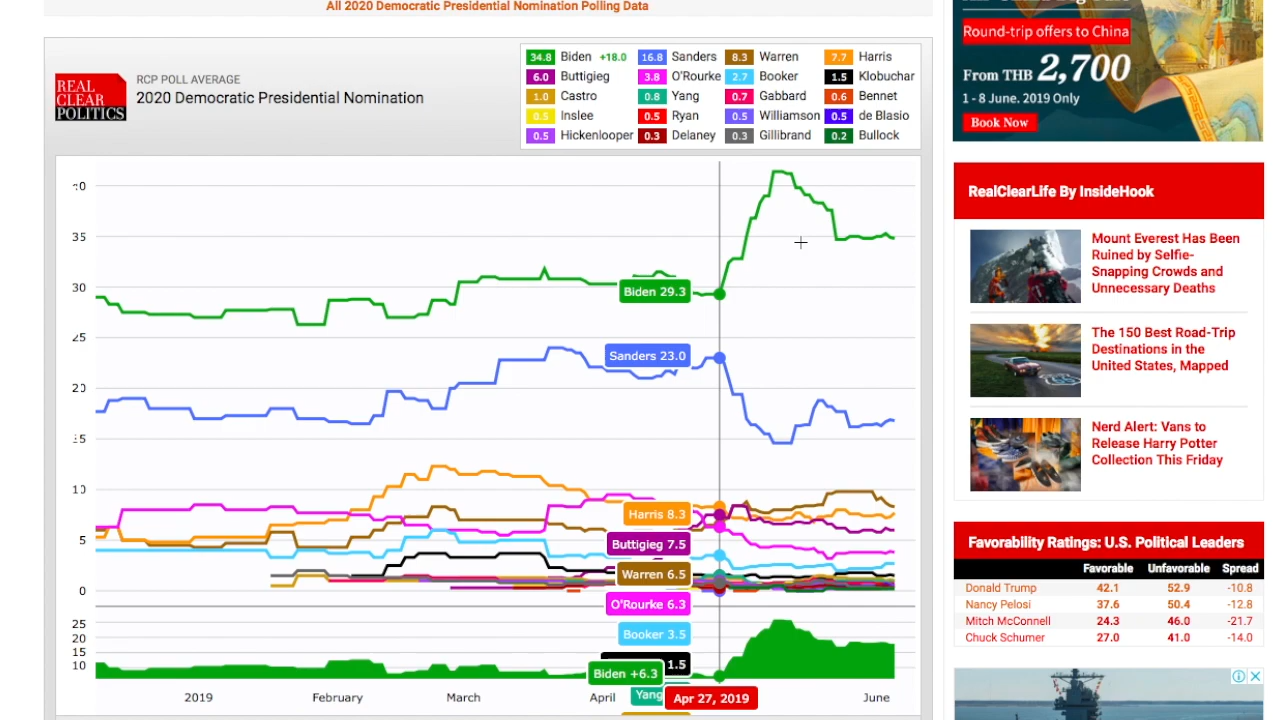 All 2020 Democratic Presidential Nomination Polling Data
REAL
CLEAR
POLITICS
RCP POLL AVERAGE
2020 Democratic Presidential Nomination
34.8 Biden +18.0 16.8 Sanders 8.3 Warren 7.7 Harris
6.0 Buttigieg 3.8 O'Rourke 2.7 Booker 1.5 Klobuchar
1.0 Castro 0.8 Yang 0.7 Gabbard 0.6 Bennet
0.5 Inslee 0.5 Ryan 0.5 Williamson 0.5 de Blasio
0.5 Hickenlooper 0.3 Delaney 0.3 Gillibrand 0.2 Bullock
35
30
25
20
15
10
5
0
Biden 29.3
Sanders 23.0
Harris 8.3
Buttigieg 7.5
Warren 6.5
O'Rourke 6.3
Booker 3.5
1.5
Biden +6.3
Yang
25
20
15
10
2019 February March April Apr 27, 2019 June
Round-trip offers to China
From THB 2,700
1 - 8 June. 2019 Only
Book Now
RealClearLife By InsideHook
Mount Everest Has Been
Ruined by Selfie-
Snapping Crowds and
Unnecessary Deaths
The 150 Best Road-Trip
Destinations in the
United States, Mapped
Nerd Alert: Vans to
Release Harry Potter
Collection This Friday
Favorability Ratings: U.S. Political Leaders
Favorable Unfavorable Spread
Donald Trump 42.1 52.9 -10.8
Nancy Pelosi 37.6 50.4 -12.8
Mitch McConnell 24.3 46.0 -21.7
Chuck Schumer 27.0 41.0 -14.0